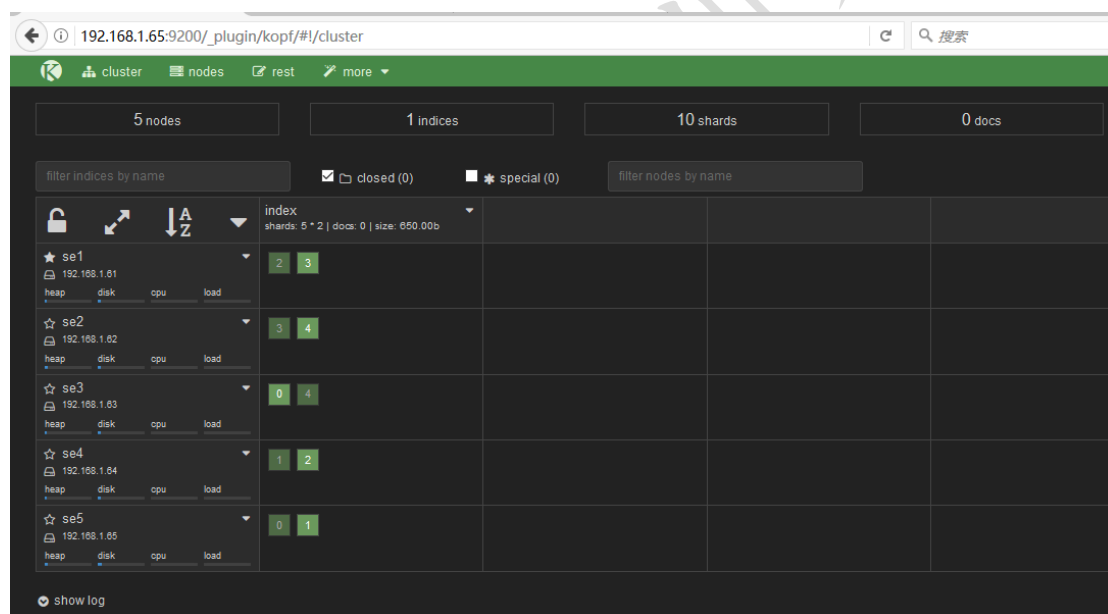 192.168.1.65:9200/_plugin/kopf/#!/cluster
搜索
cluster nodes rest more
5 nodes 1 indices 10 shards 0 docs
filter indices by name closed (0) special (0) filter nodes by name
index
shards: 5 * 2 | docs: 0 | size: 650.00b
se1
192.168.1.61
heap disk cpu load
2 3
se2
192.168.1.62
heap disk cpu load
3 4
se3
192.168.1.63
heap disk cpu load
0 4
se4
192.168.1.64
heap disk cpu load
1 2
se5
192.168.1.65
heap disk cpu load
0 1
show log